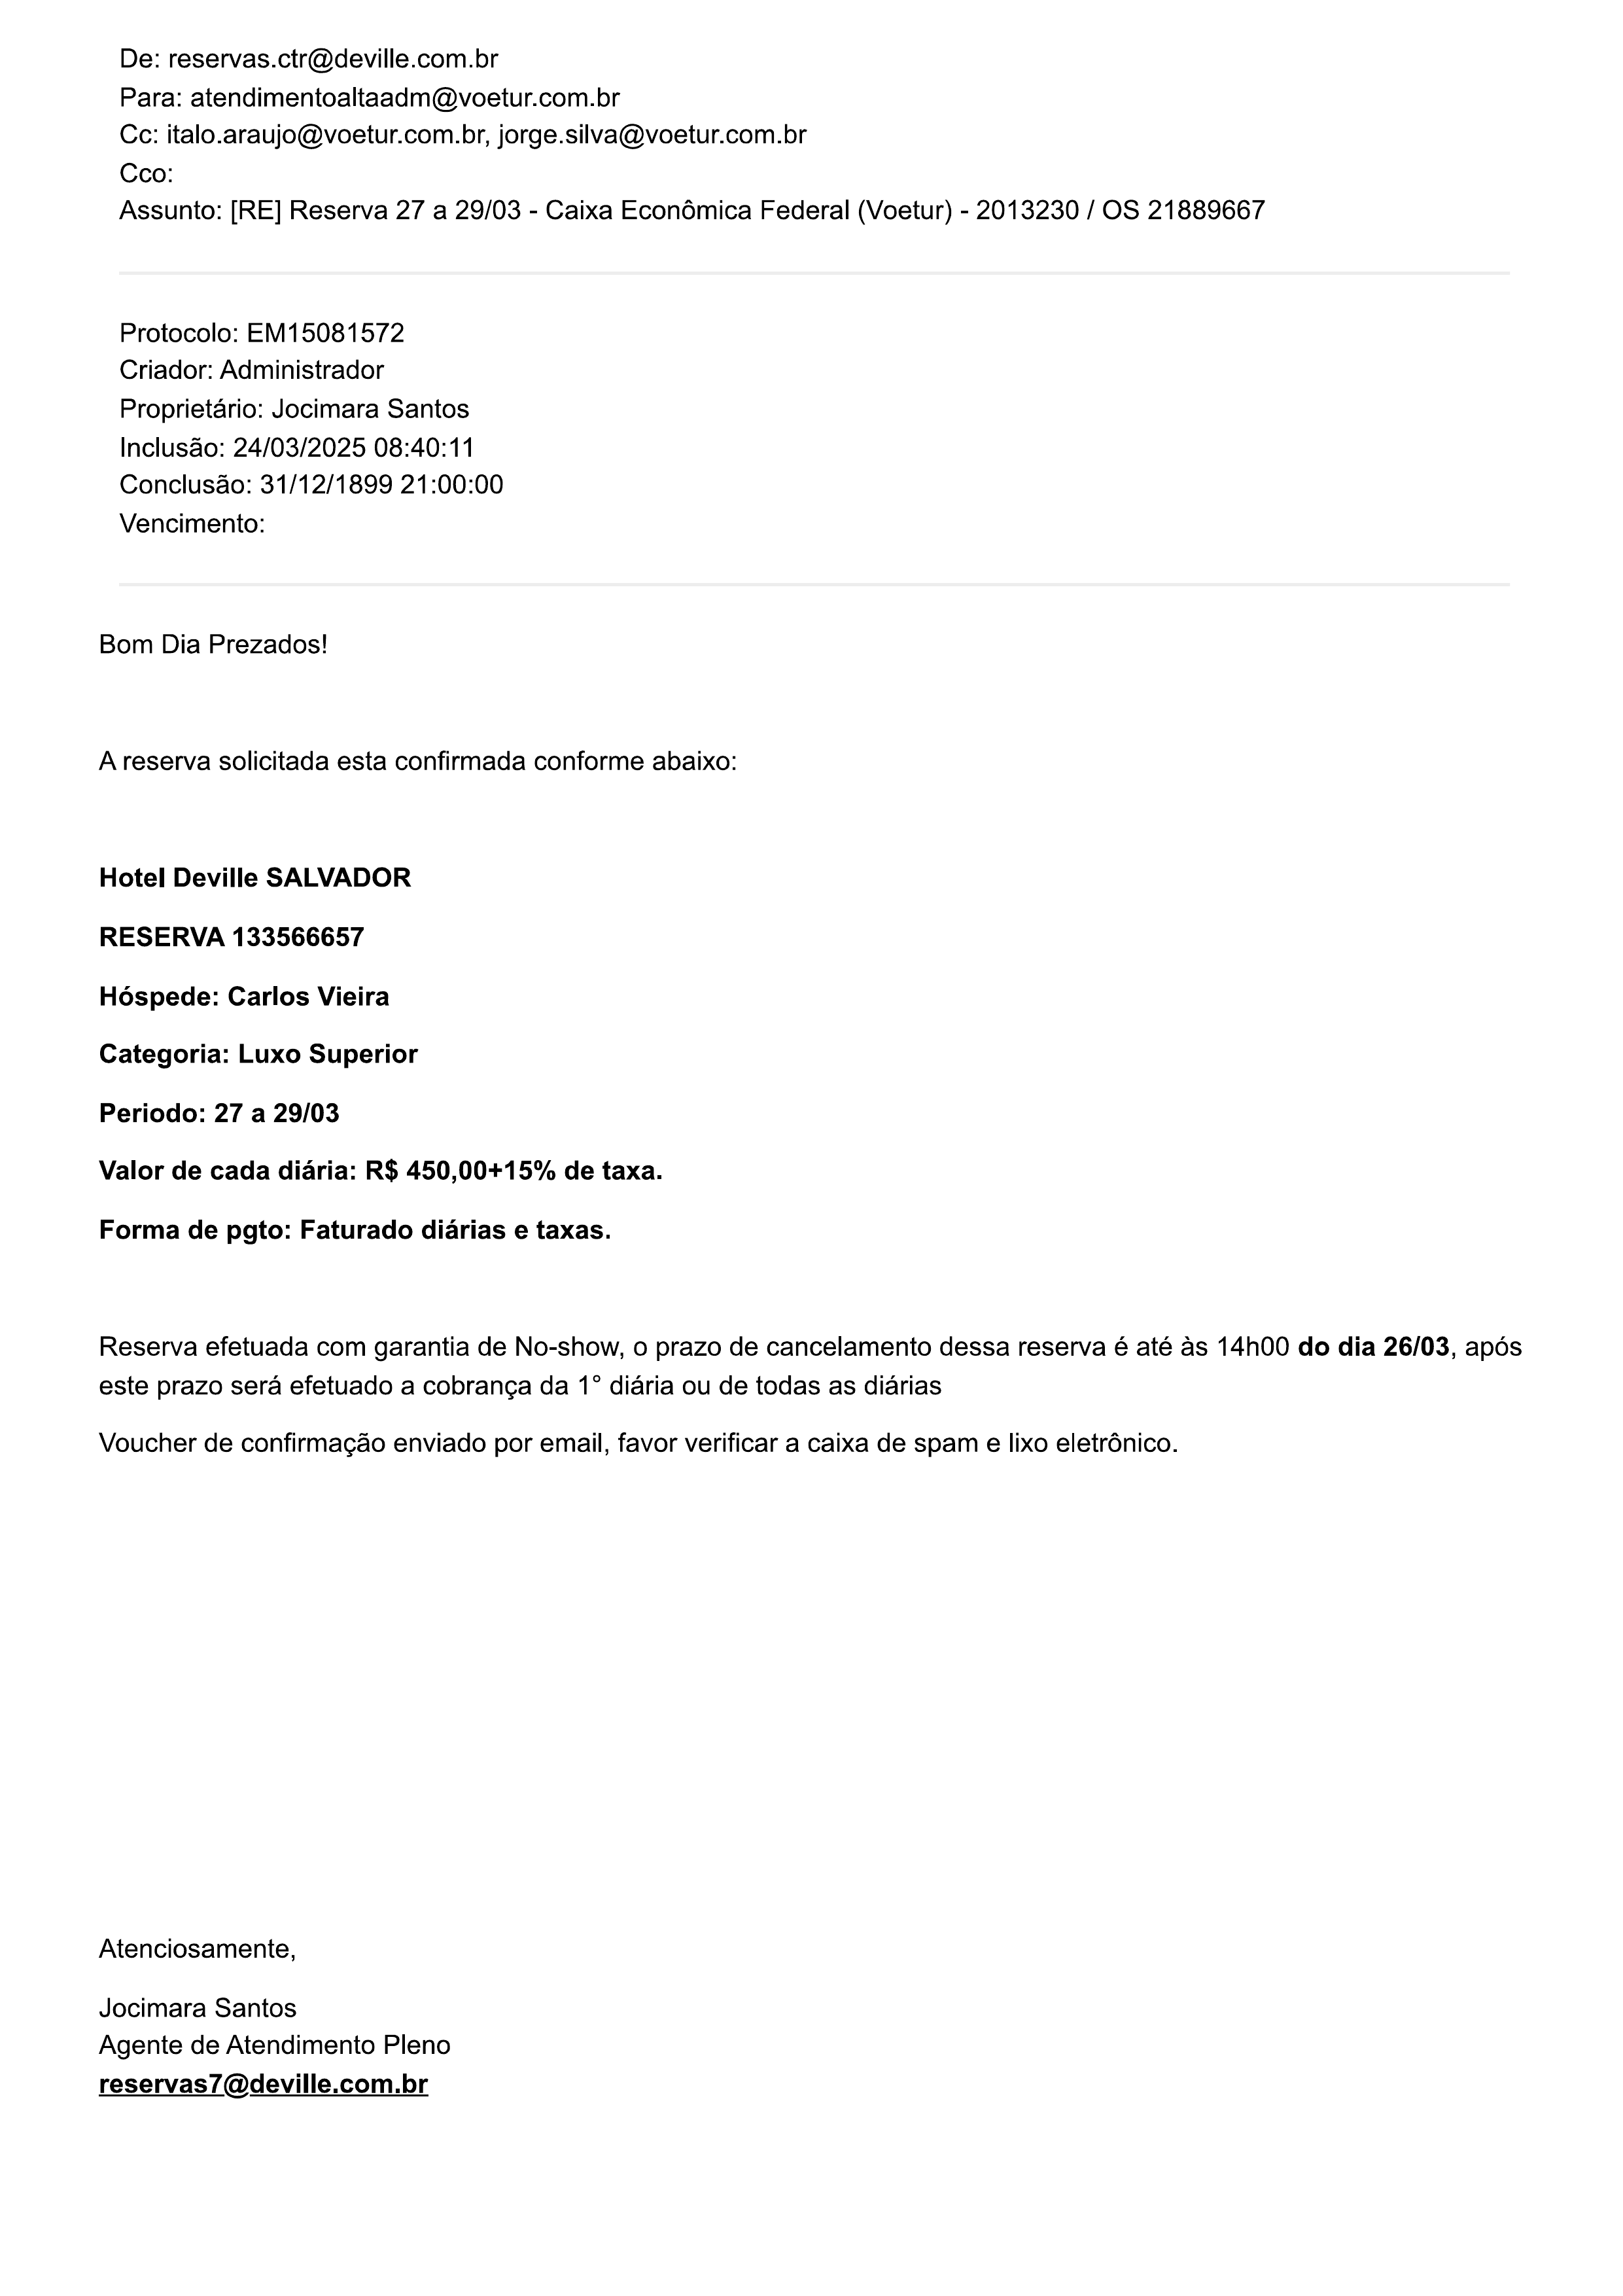 De: reservas.ctr@deville.com.br
Para: atendimentoaltaadm@voetur.com.br
Cc: italo.araujo@voetur.com.br, jorge.silva@voetur.com.br
Cco:
Assunto: [RE] Reserva 27 a 29/03 - Caixa Econômica Federal (Voetur) - 2013230 / OS 21889667
Protocolo: EM15081572
Criador: Administrador
Proprietário: Jocimara Santos
Inclusão: 24/03/2025 08:40:11
Conclusão: 31/12/1899 21:00:00
Vencimento:
Bom Dia Prezados!
A reserva solicitada esta confirmada conforme abaixo:
Hotel Deville SALVADOR
RESERVA 133566657
Hóspede: Carlos Vieira
Categoria: Luxo Superior
Periodo: 27 a 29/03
Valor de cada diária: R$ 450,00+15% de taxa.
Forma de pgto: Faturado diárias e taxas.
Reserva efetuada com garantia de No-show, o prazo de cancelamento dessa reserva é até às 14h00 do dia 26/03, após
este prazo será efetuado a cobrança da 1° diária ou de todas as diárias
Voucher de confirmação enviado por email, favor verificar a caixa de spam e lixo eletrônico.
Atenciosamente,
Jocimara Santos
Agente de Atendimento Pleno
reservas7@deville.com.br